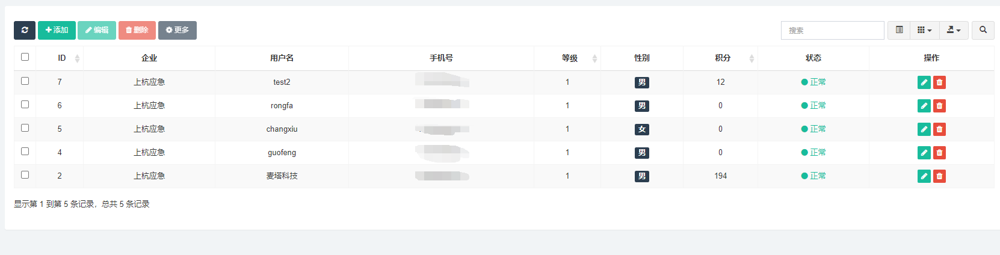 添加 编辑 删除 更多 搜索
ID 企业 用户名 手机号 等级 性别 积分 状态 操作
7 上杭应急 test2 1 男 12 正常
6 上杭应急 rongfa 1 男 0 正常
5 上杭应急 changxiu 1 女 0 正常
4 上杭应急 guofeng 1 男 0 正常
2 上杭应急 麦塔科技 1 男 194 正常
显示第 1 到第 5 条记录，总共 5 条记录